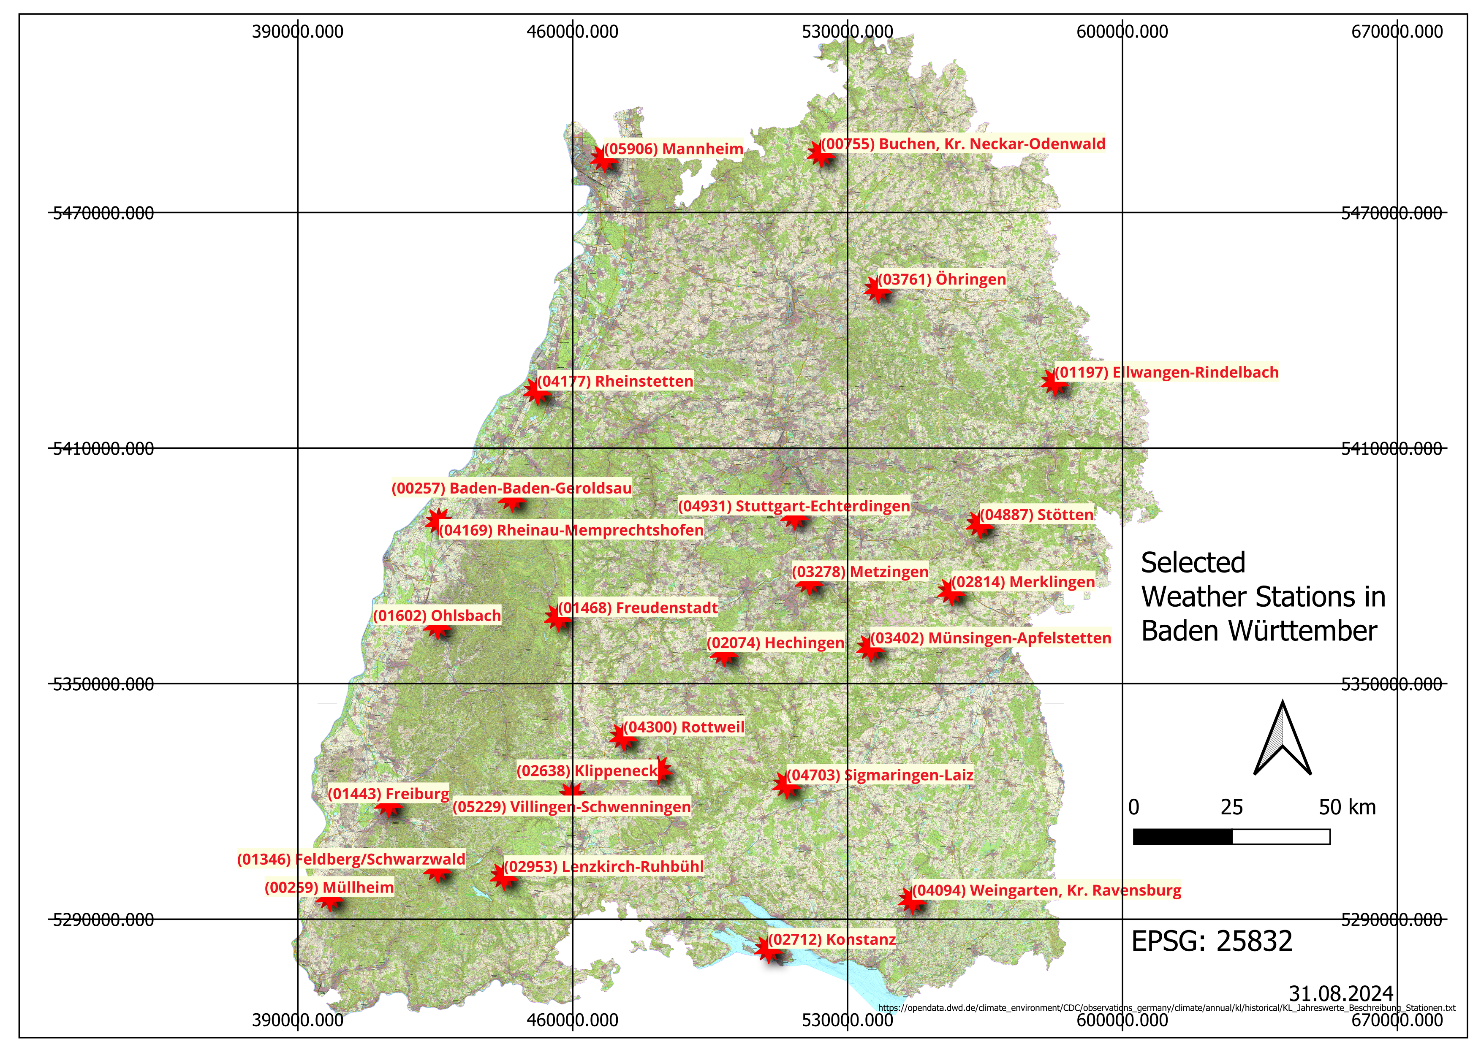 390000.000 460000.000 530000.000 600000.000 670000.000
(00755) Buchen, Kr. Neckar-Odenwald
(05906) Mannheim
5470000.000 5470000.000
(03761) Öhringen
(01197) Ellwangen-Rindelbach
(04177) Rheinstetten
5410000.000 5410000.000
(00257) Baden-Baden-Geroldsau
(04931) Stuttgart-Echterdingen
(04887) Stötten
(04169) Rheinau-Memprechtshofen
Selected
Weather Stations in
Baden Württember
(03278) Metzingen
(02814) Merklingen
(01468) Freudenstadt
(01602) Ohlsbach
(03402) Münsingen-Apfelstetten
(02074) Hechingen
5350000.000 5350000.000
(04300) Rottweil
(02638) Klippeneck
(04703) Sigmaringen-Laiz
(01443) Freiburg
(05229) Villingen-Schwenningen
0 25 50 km
(01346) Feldberg/Schwarzwald
(02953) Lenzkirch-Ruhbühl
(00259) Müllheim
(04094) Weingarten, Kr. Ravensburg
5290000.000 5290000.000
(02712) Konstanz
EPSG: 25832
31.08.2024
https://opendata.dwd.de/climate_environment/CDC/observations_germany/climate/annual/kl/historical/KL_Jahreswerte_Beschreibung_Stationen.txt
390000.000 460000.000 530000.000 600000.000 670000.000